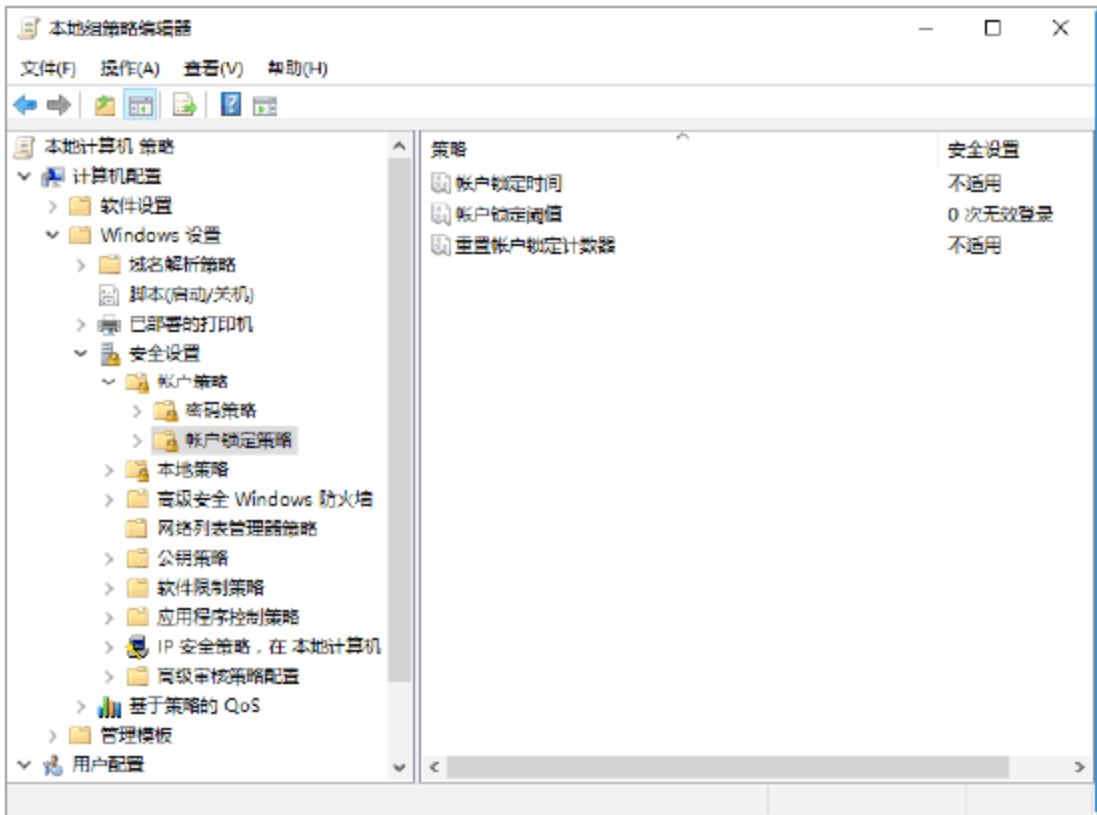 本地组策略编辑器
文件(F) 操作(A) 查看(V) 帮助(H)
本地计算机 策略
计算机配置
软件设置
Windows 设置
域名解析策略
脚本(启动/关机)
已部署的打印机
安全设置
帐户策略
密码策略
帐户锁定策略
本地策略
高级安全 Windows 防火墙
网络列表管理器策略
公钥策略
软件限制策略
应用程序控制策略
IP 安全策略，在 本地计算机
高级审核策略配置
基于策略的 QoS
管理模板
用户配置
策略 安全设置
帐户锁定时间 不适用
帐户锁定阈值 0 次无效登录
重置帐户锁定计数器 不适用